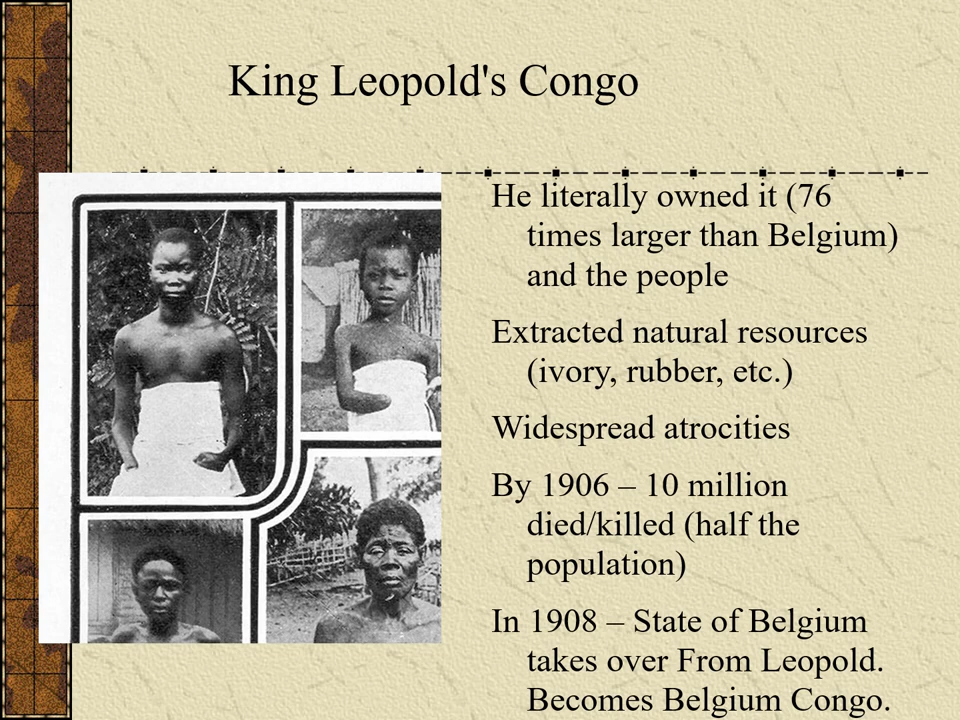 King Leopold's Congo
He literally owned it (76
times larger than Belgium)
and the people
Extracted natural resources
(ivory, rubber, etc.)
Widespread atrocities
By 1906 – 10 million
died/killed (half the
population)
In 1908 – State of Belgium
takes over From Leopold.
Becomes Belgium Congo.